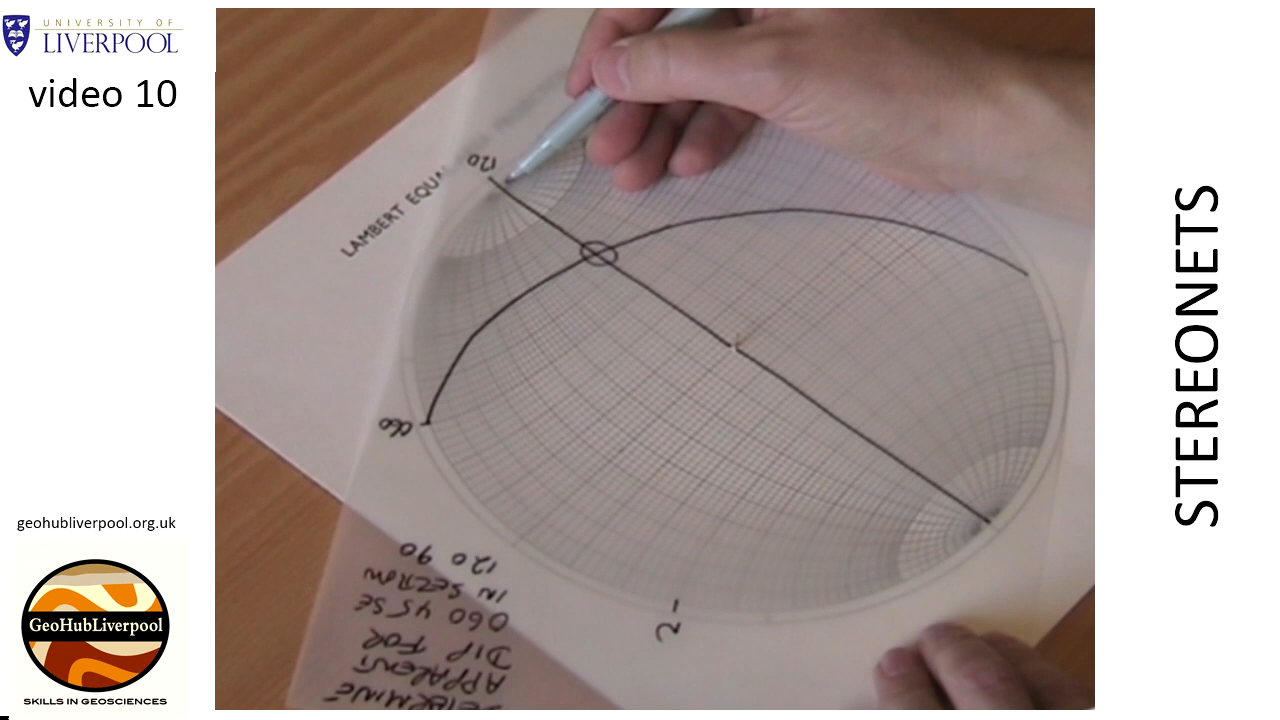 UNIVERSITY OF
LIVERPOOL
video 10
LAMBERT EQUA
120
060
N
DETERMINE
APPARENT
DIP FOR
060 45 SE
IN SECTION
120 90
STEREONETS
geohubliverpool.org.uk
GeoHubLiverpool
SKILLS IN GEOSCIENCES